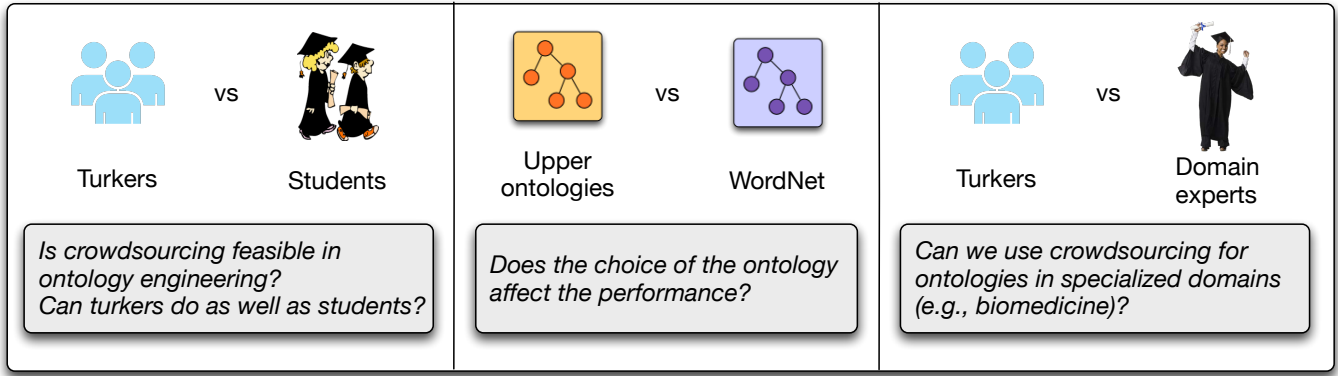 vs
Turkers
Students
Is crowdsourcing feasible in
ontology engineering?
Can turkers do as well as students?
vs
Upper
ontologies
WordNet
Does the choice of the ontology
affect the performance?
vs
Turkers
Domain
experts
Can we use crowdsourcing for
ontologies in specialized domains
(e.g., biomedicine)?